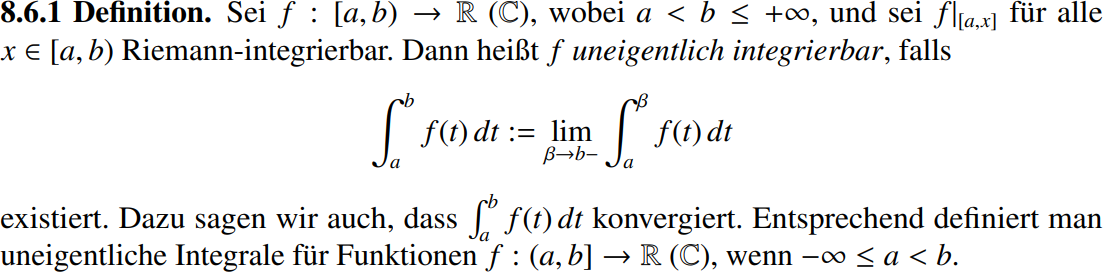 8.6.1 Definition. Sei f : [a, b) → ℝ (ℂ), wobei a < b ≤ +∞, und sei f|[a,x] für alle
x ∈ [a, b) Riemann-integrierbar. Dann heißt f uneigentlich integrierbar, falls
∫_a^b f(t) dt := lim_{β→b−} ∫_a^β f(t) dt
existiert. Dazu sagen wir auch, dass ∫_a^b f(t) dt konvergiert. Entsprechend definiert man
uneigentliche Integrale für Funktionen f : (a, b] → ℝ (ℂ), wenn −∞ ≤ a < b.